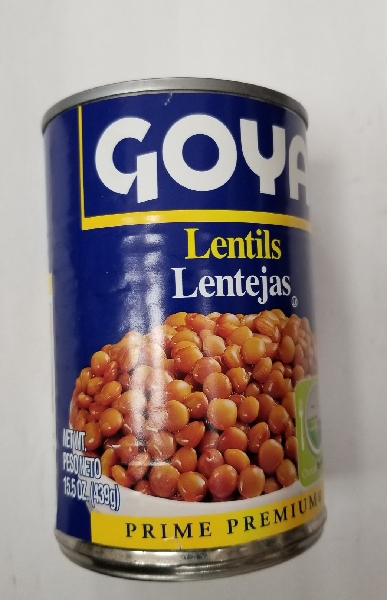 GOYA
Lentils
Lentejas
NET WT.
PESO NETO
15.5 OZ. (439g)
PRIME PREMIUM